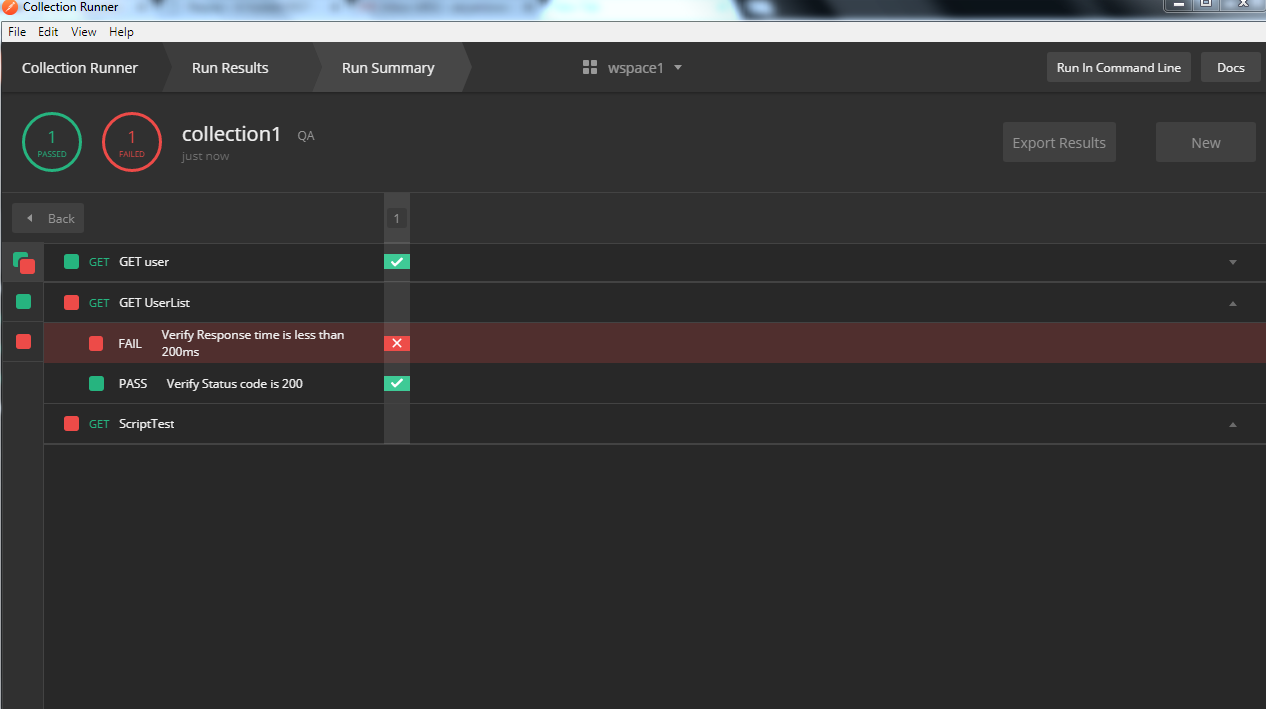 Collection Runner
File Edit View Help
Collection Runner Run Results Run Summary wspace1 Run In Command Line Docs
1 PASSED 1 FAILED collection1 QA
just now
Export Results New
Back 1
GET GET user
GET GET UserList
FAIL Verify Response time is less than
200ms
PASS Verify Status code is 200
GET ScriptTest